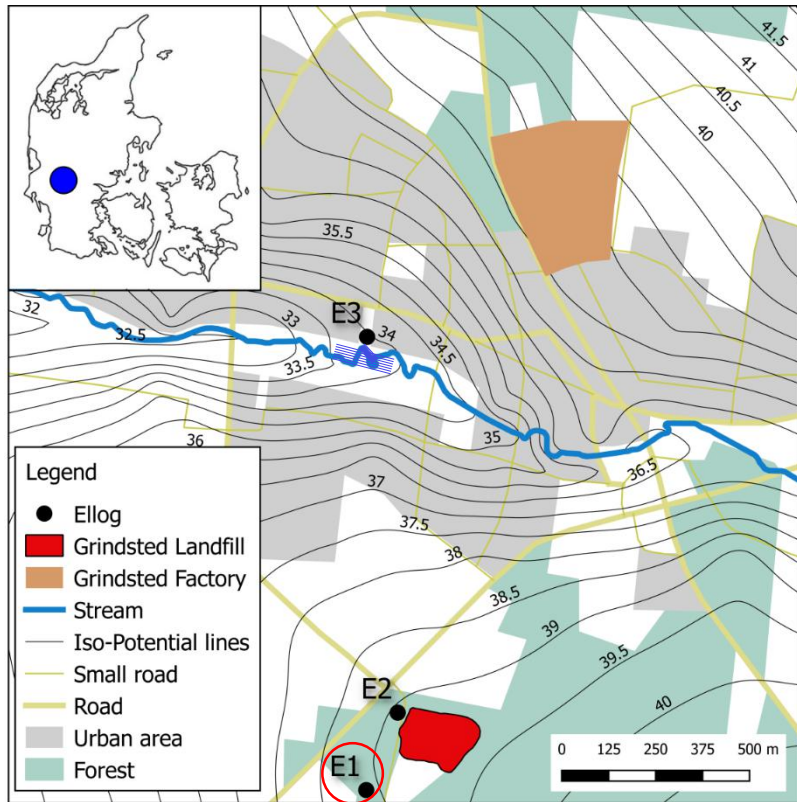 41.5
41
40.5
40
35.5
E3
32
33
34
32.5
34.5
33.5
35
36
36.5
Legend
Ellog
Grindsted Landfill
Grindsted Factory
Stream
Iso-Potential lines
Small road
Road
Urban area
Forest
37
37.5
38
38.5
39
39.5
40
E2
E1
0 125 250 375 500 m